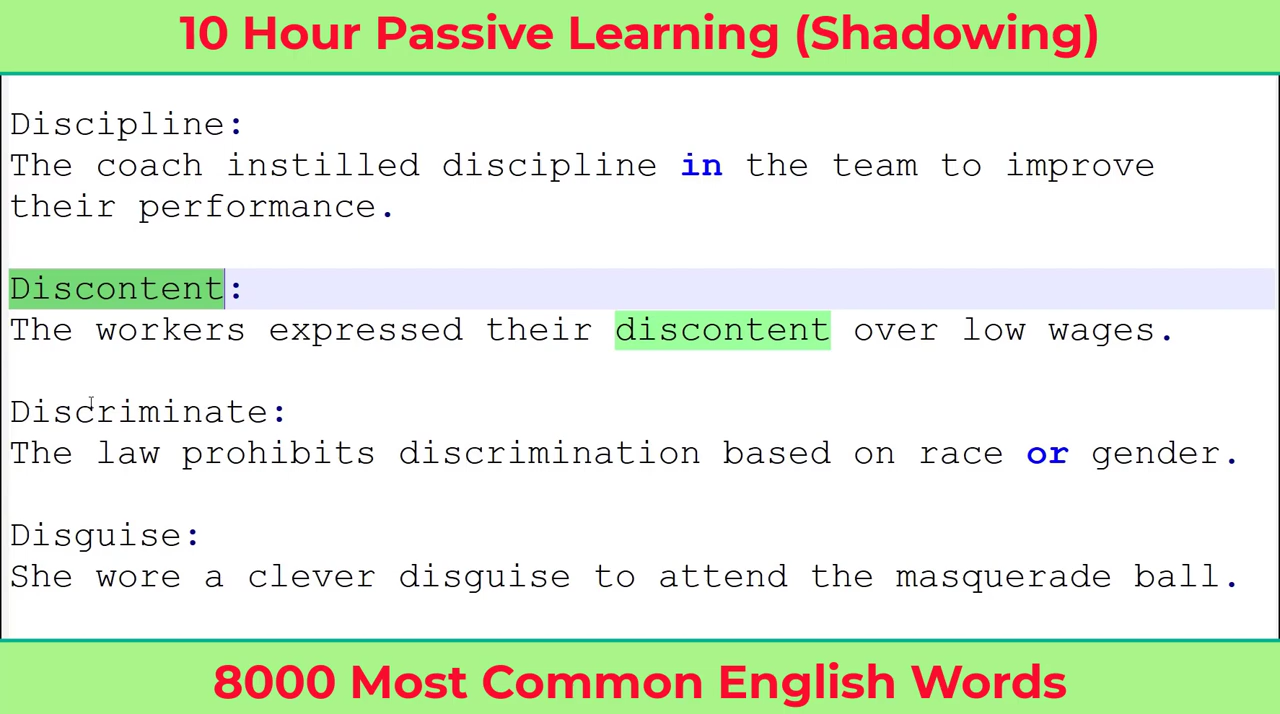 10 Hour Passive Learning (Shadowing)
Discipline:
The coach instilled discipline in the team to improve
their performance.
Discontent:
The workers expressed their discontent over low wages.
Discriminate:
The law prohibits discrimination based on race or gender.
Disguise:
She wore a clever disguise to attend the masquerade ball.
8000 Most Common English Words